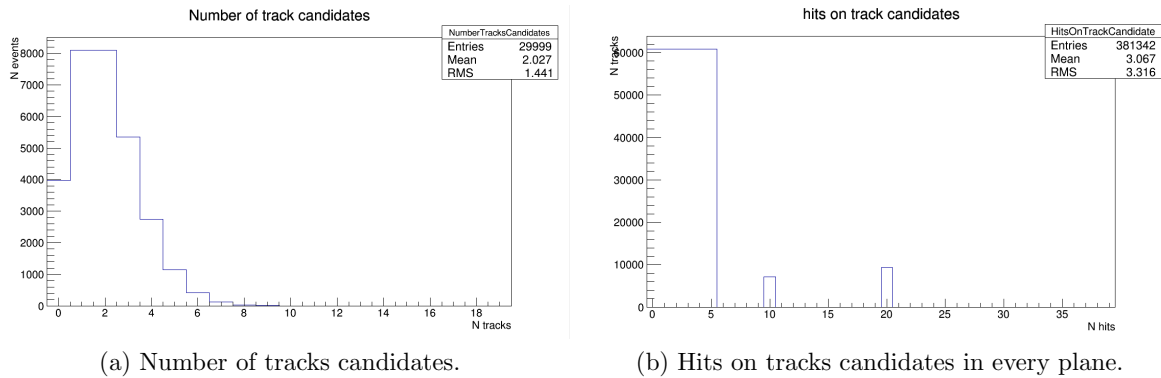 Number of track candidates
NumberTracksCandidates
Entries 29999
Mean 2.027
RMS 1.441
N events
8000
7000
6000
5000
4000
3000
2000
1000
0
0 2 4 6 8 10 12 14 16 18
N tracks
(a) Number of tracks candidates.
hits on track candidates
HitsOnTrackCandidate
Entries 381342
Mean 3.067
RMS 3.316
N tracks
60000
50000
40000
30000
20000
10000
0
0 5 10 15 20 25 30 35
N hits
(b) Hits on tracks candidates in every plane.